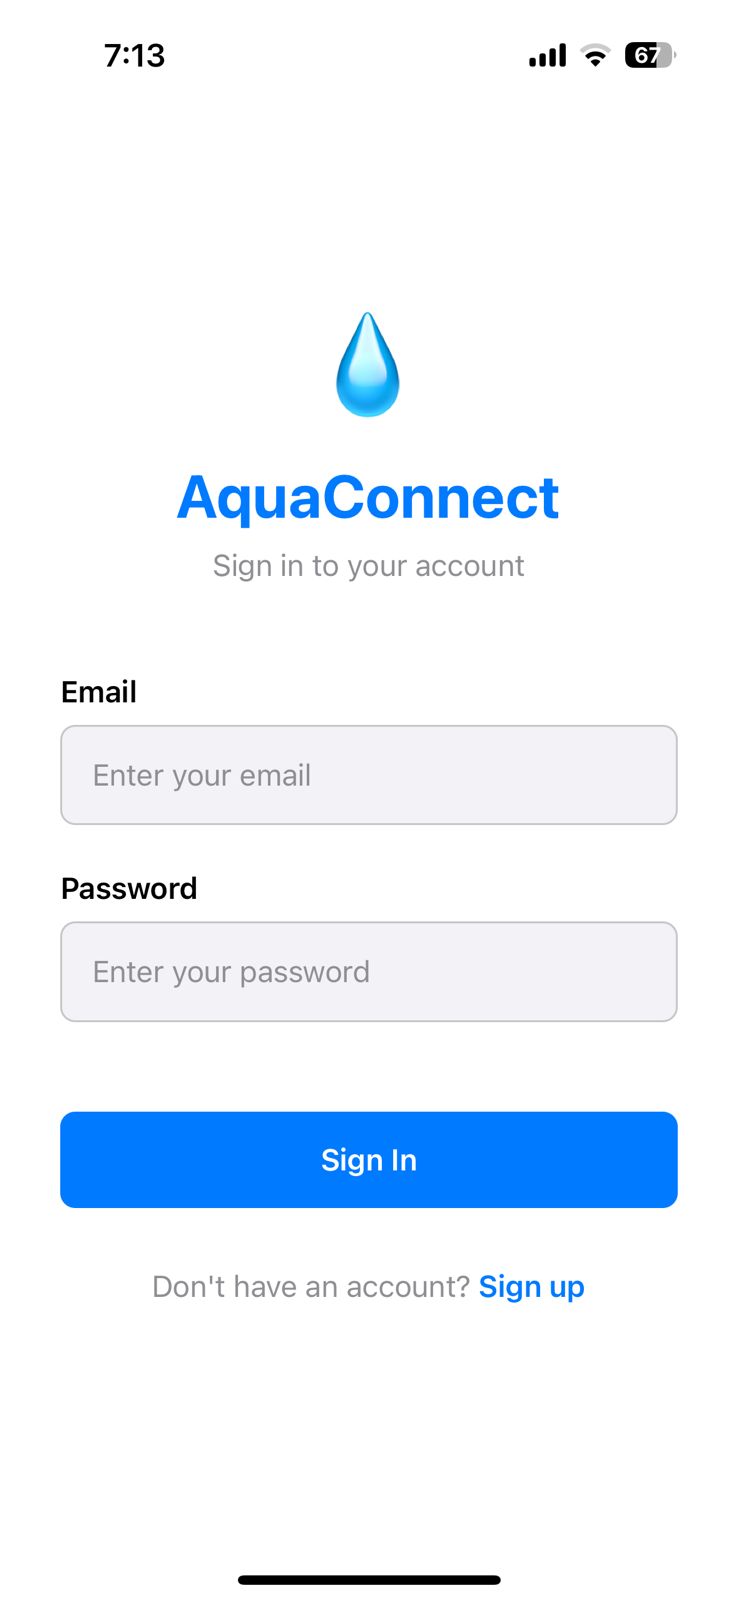 7:13
67
AquaConnect
Sign in to your account
Email
Enter your email
Password
Enter your password
Sign In
Don't have an account? Sign up